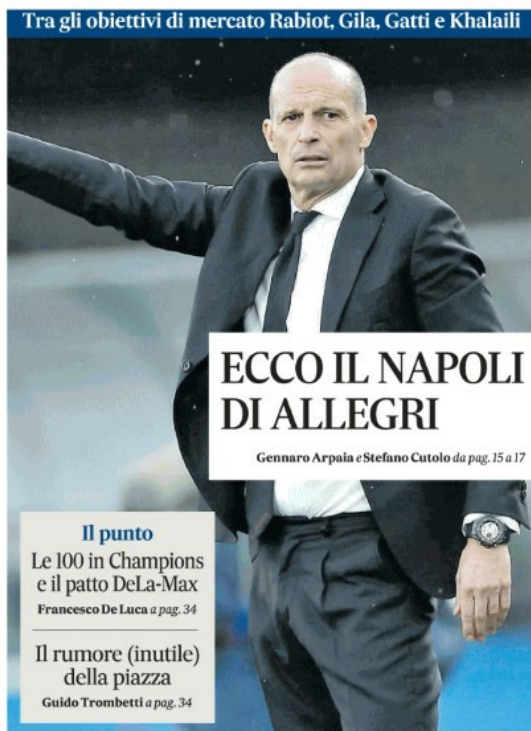 Tra gli obiettivi di mercato Rabiot, Gila, Gatti e Khalaili
ECCO IL NAPOLI
DI ALLEGRI
Gennaro Arpaia e Stefano Cutolo da pag. 15 a 17
Il punto
Le 100 in Champions
e il patto DeLa-Max
Francesco De Luca a pag. 34
Il rumore (inutile)
della piazza
Guido Trombetti a pag. 34